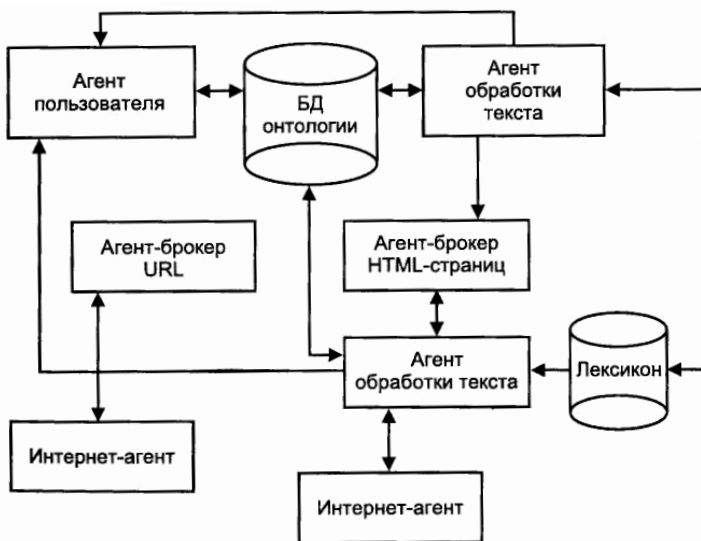 Агент
пользователя
БД
онтологии
Агент
обработки
текста
Агент-брокер
URL
Агент-брокер
HTML-страниц
Агент
обработки текста
Лексикон
Интернет-агент
Интернет-агент